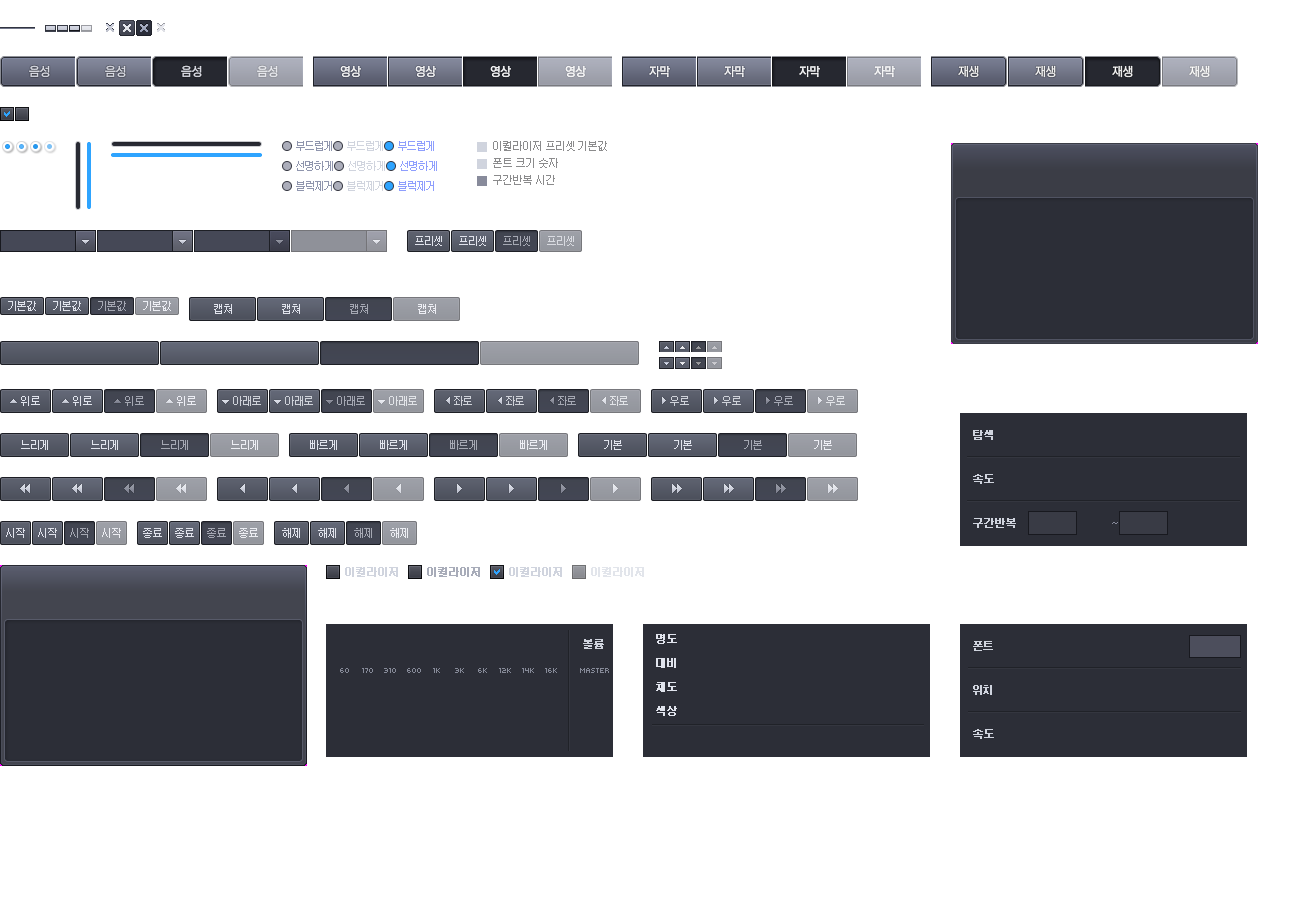 음성 음성 음성 음성 영상 영상 영상 영상 자막 자막 자막 자막 재생 재생 재생 재생
부드럽게 부드럽게 부드럽게 이퀄라이저 프리셋 기본값
선명하게 선명하게 선명하게 폰트 크기 숫자
블럭제거 블럭제거 블럭제거 구간반복 시간
프리셋 프리셋 프리셋 프리셋
기본값 기본값 기본값 기본값 캡쳐 캡쳐 캡쳐 캡쳐
위로 위로 위로 위로 아래로 아래로 아래로 아래로 좌로 좌로 좌로 좌로 우로 우로 우로 우로
느리게 느리게 느리게 느리게 빠르게 빠르게 빠르게 빠르게 기본 기본 기본 기본
시작 시작 시작 시작 종료 종료 종료 종료 해제 해제 해제 해제
탐색
속도
구간반복 ~
이퀄라이저 이퀄라이저 이퀄라이저 이퀄라이저
볼륨
60 170 310 600 1K 3K 6K 12K 14K 16K MASTER
명도
대비
채도
색상
폰트
위치
속도